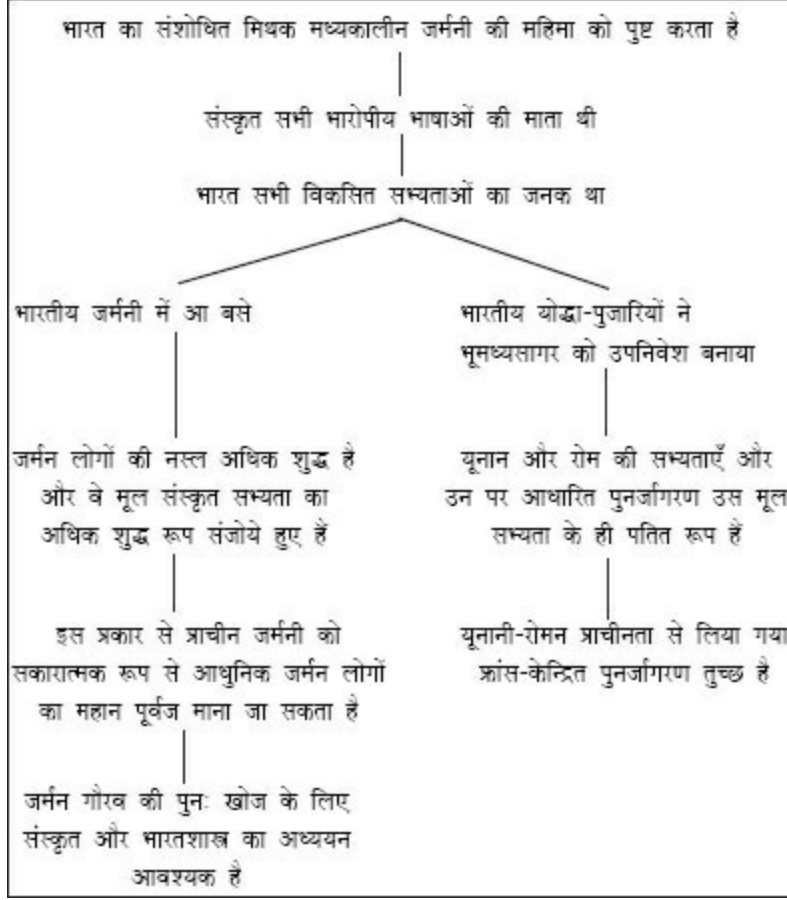 भारत का संशोधित मिथक मध्यकालीन जर्मनी की महिमा को पुष्ट करता है
संस्कृत सभी भारोपीय भाषाओं की माता थी
भारत सभी विकसित सभ्यताओं का जनक था
भारतीय जर्मनी में आ बसे
जर्मन लोगों की नस्ल अधिक शुद्ध है
और वे मूल संस्कृत सभ्यता का
अधिक शुद्ध रूप संजोये हुए हैं
इस प्रकार से प्राचीन जर्मनी को
सकारात्मक रूप से आधुनिक जर्मन लोगों
का महान पूर्वज माना जा सकता है
जर्मन गौरव की पुनः खोज के लिए
संस्कृत और भारतशास्त्र का अध्ययन
आवश्यक है
भारतीय योद्धा-पुजारियों ने
भूमध्यसागर को उपनिवेश बनाया
यूनान और रोम की सभ्यताएँ और
उन पर आधारित पुनर्जागरण उस मूल
सभ्यता के ही पतित रूप हैं
यूनानी-रोमन प्राचीनता से लिया गया
फ्रांस-केन्द्रित पुनर्जागरण तुच्छ है